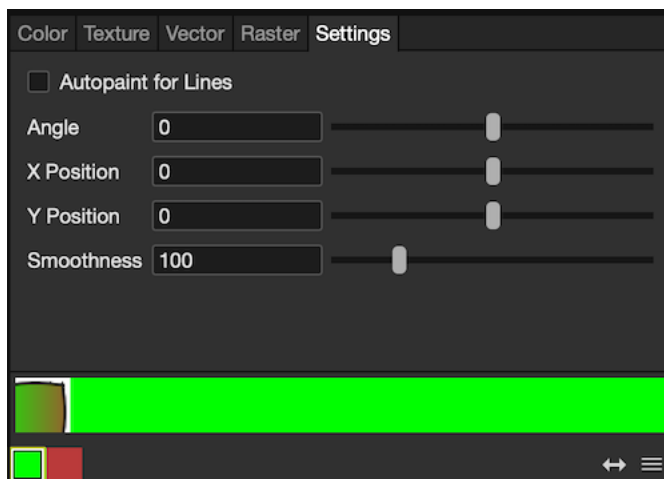 Color Texture Vector Raster Settings
Autopaint for Lines
Angle 0
X Position 0
Y Position 0
Smoothness 100